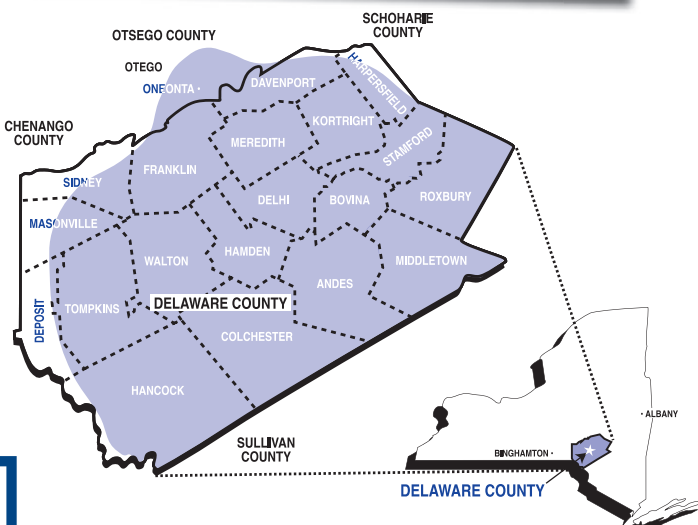 SCHOHARIE
COUNTY
OTSEGO COUNTY
OTEGO
ONEONTA
DAVENPORT
HARPERSFIELD
CHENANGO
COUNTY
KORTRIGHT
MEREDITH
STAMFORD
FRANKLIN
SIDNEY
DELHI
BOVINA
ROXBURY
MASONVILLE
HAMDEN
WALTON
MIDDLETOWN
ANDES
DELAWARE COUNTY
TOMPKINS
DEPOSIT
COLCHESTER
HANCOCK
SULLIVAN
COUNTY
ALBANY
BINGHAMTON
DELAWARE COUNTY